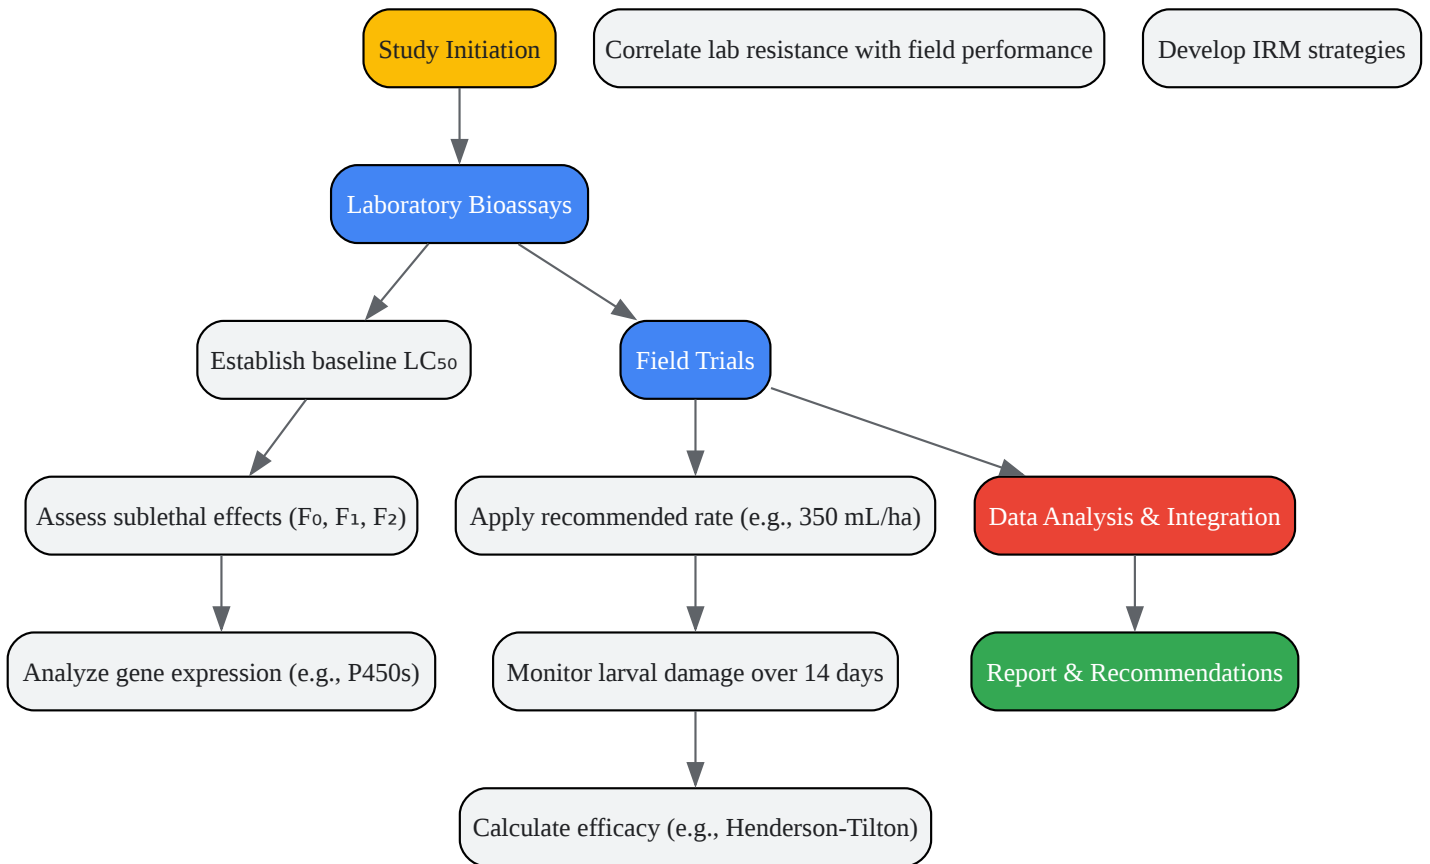 Study Initiation
Correlate lab resistance with field performance
Develop IRM strategies
Laboratory Bioassays
Establish baseline LC₅₀
Field Trials
Assess sublethal effects (F₀, F₁, F₂)
Apply recommended rate (e.g., 350 mL/ha)
Data Analysis & Integration
Analyze gene expression (e.g., P450s)
Monitor larval damage over 14 days
Report & Recommendations
Calculate efficacy (e.g., Henderson-Tilton)